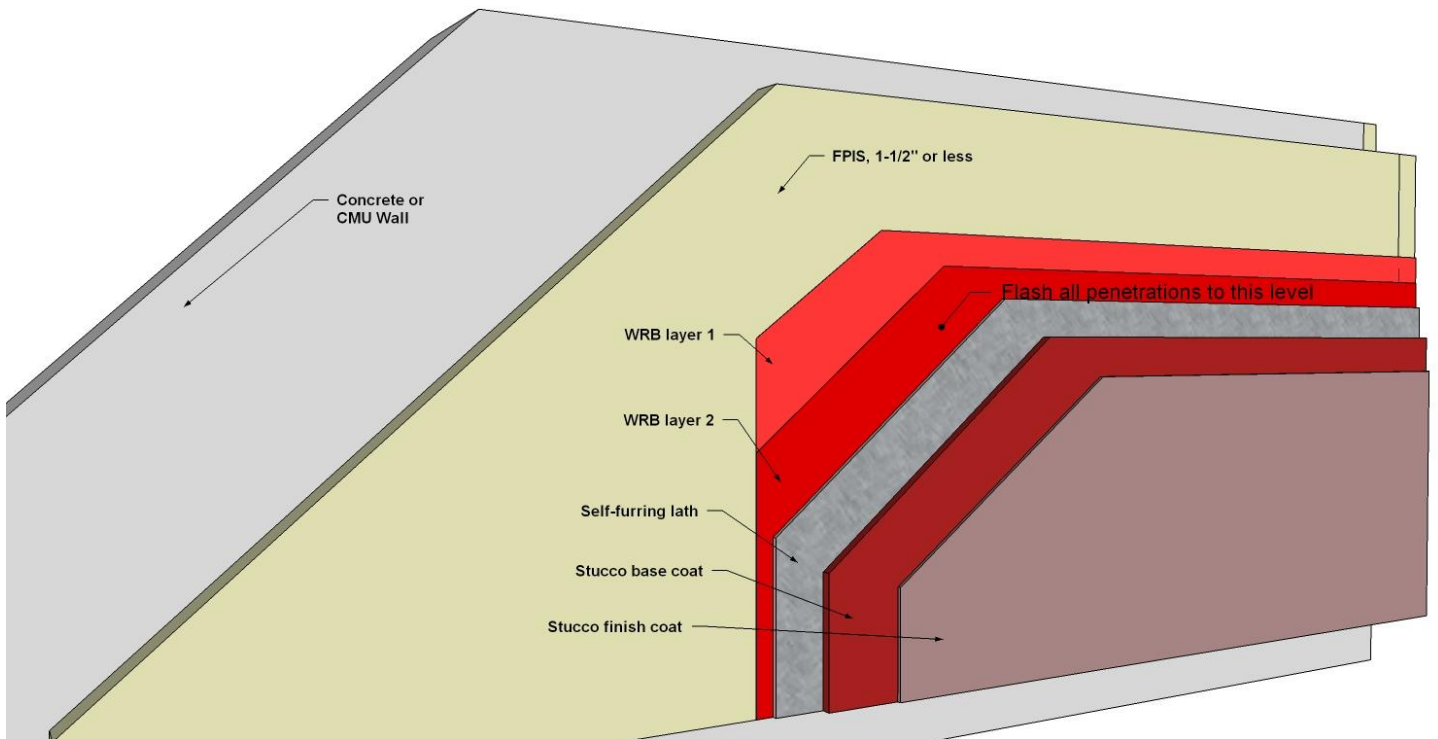 FPIS, 1-1/2" or less
Concrete or
CMU Wall
Flash all penetrations to this level
WRB layer 1
WRB layer 2
Self-furring lath
Stucco base coat
Stucco finish coat